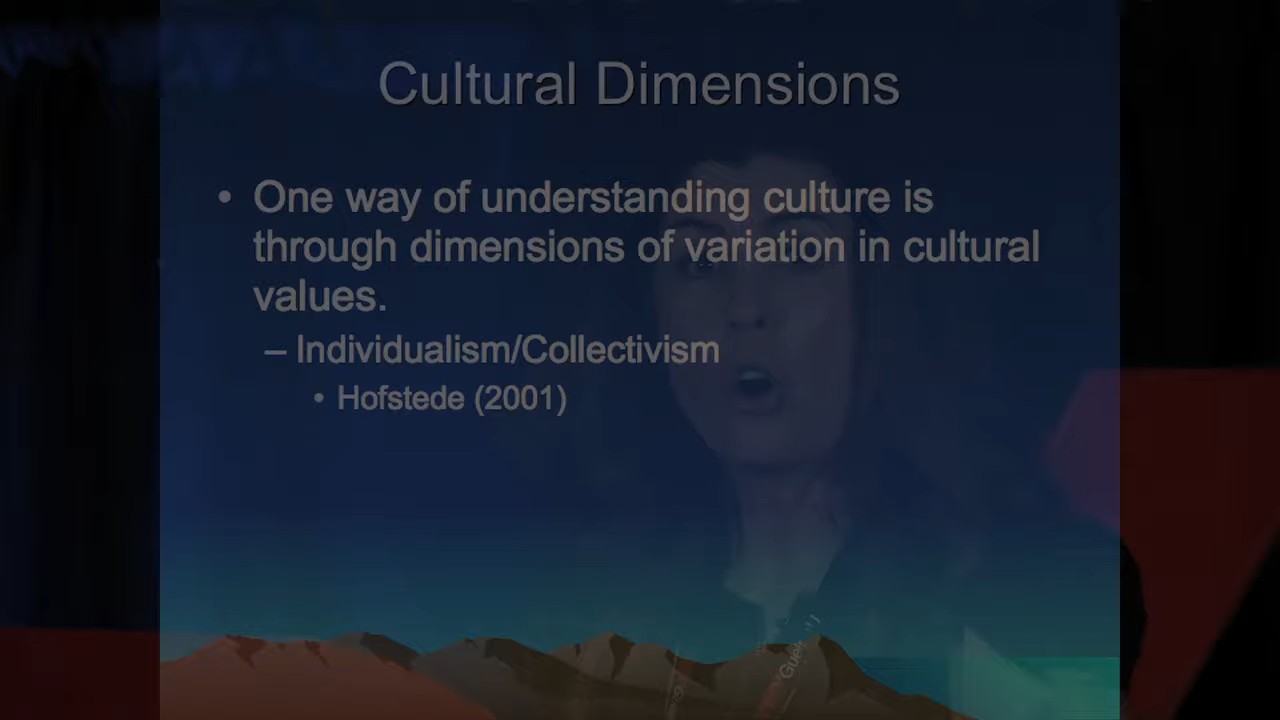 Cultural Dimensions
• One way of understanding culture is
through dimensions of variation in cultural
values.
– Individualism/Collectivism
• Hofstede (2001)